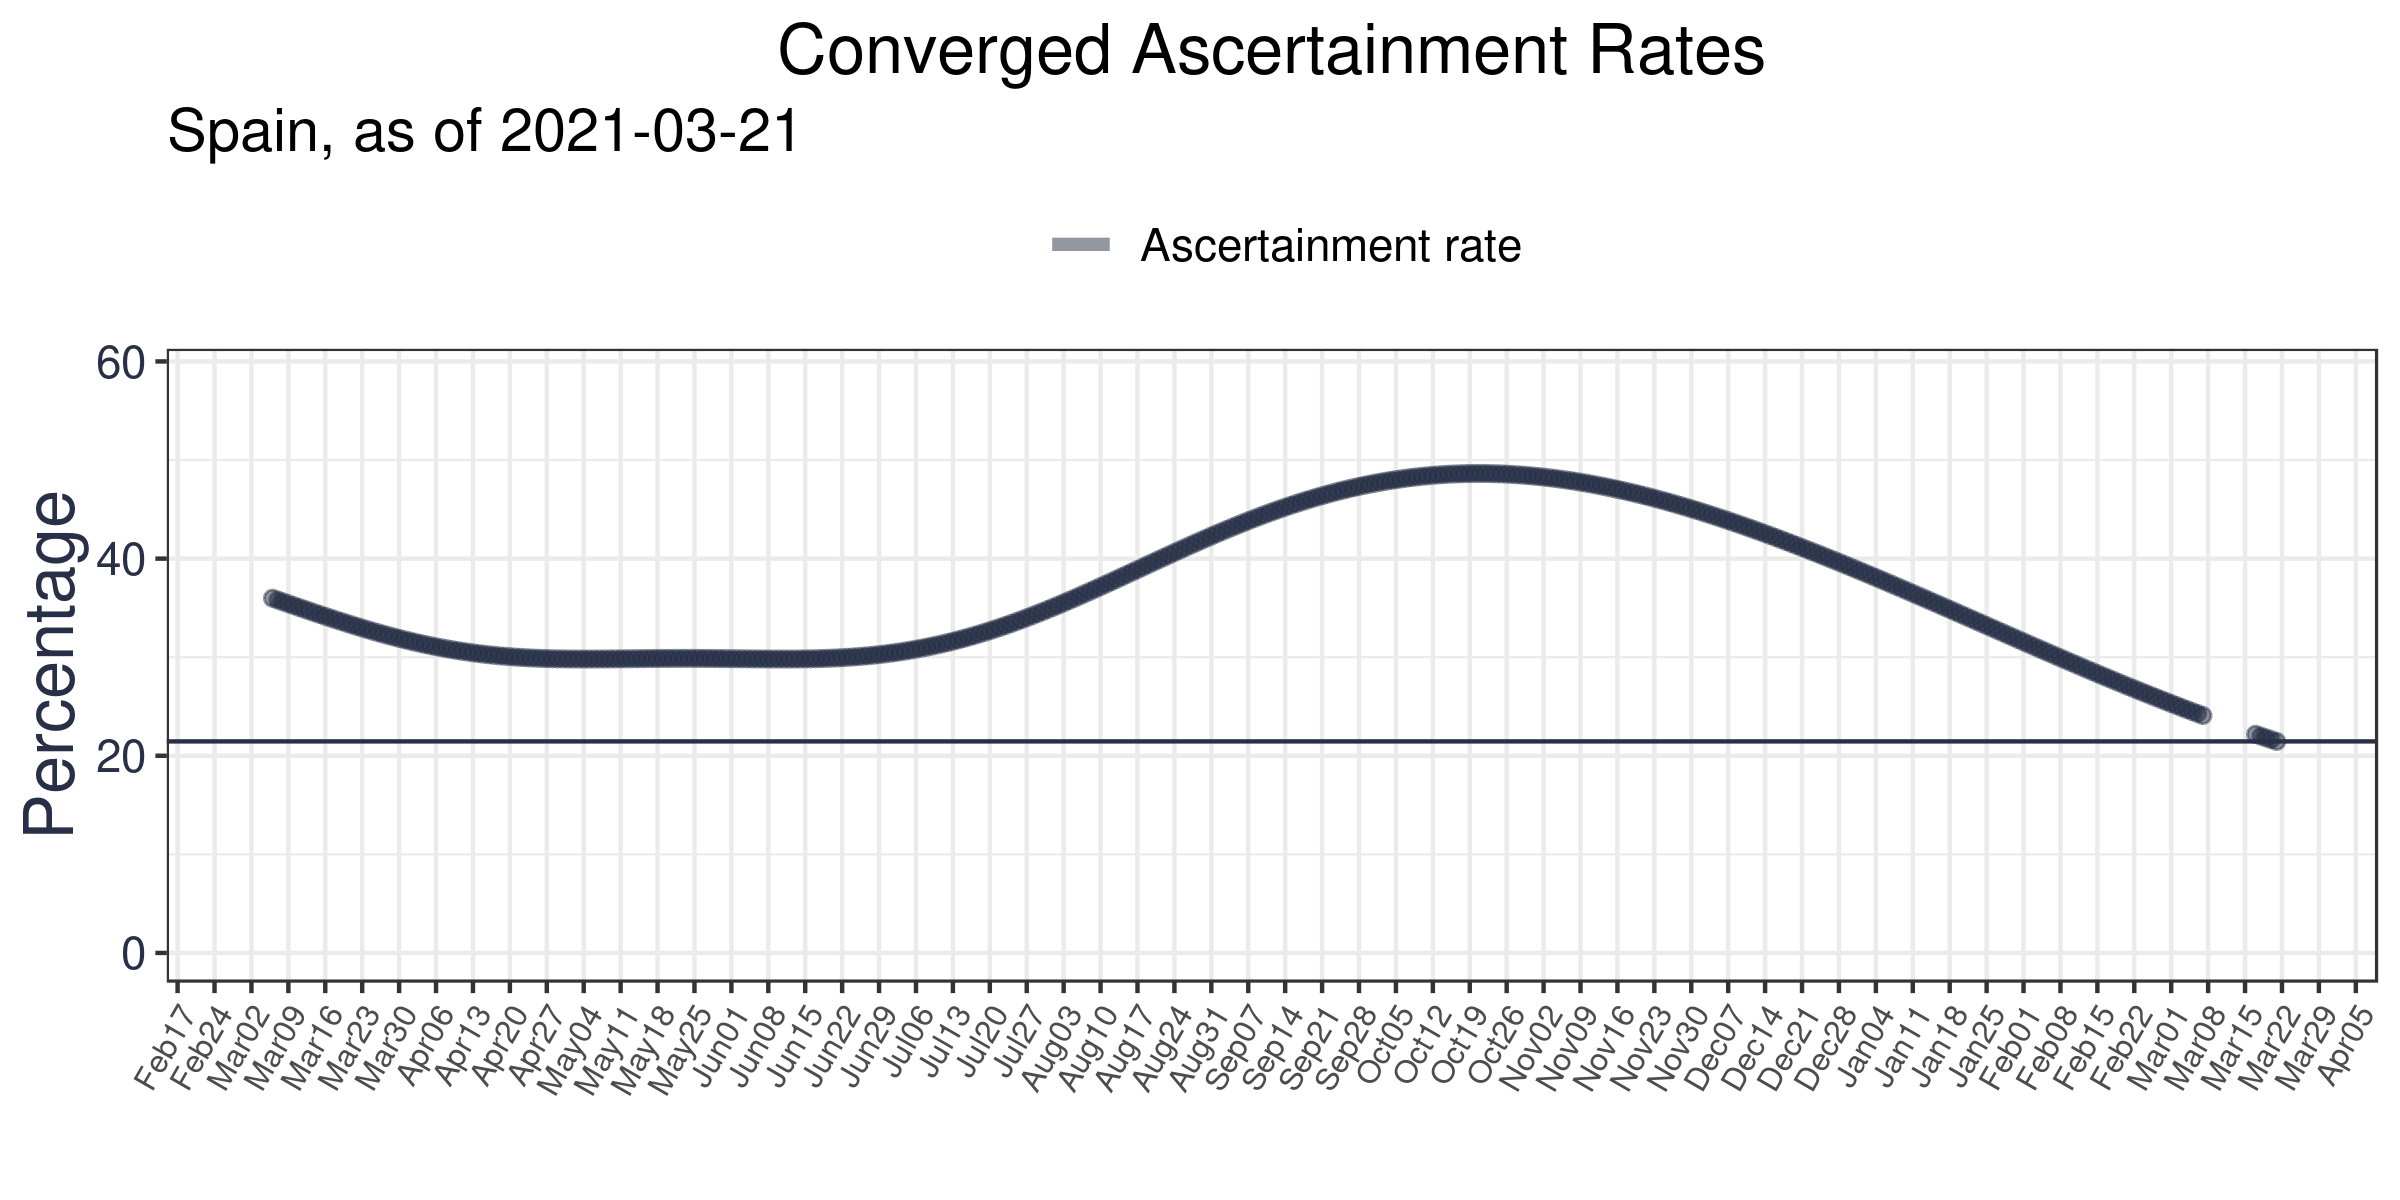 Converged Ascertainment Rates
Spain, as of 2021-03-21
Ascertainment rate
Percentage
60
40
20
0
Feb17
Feb24
Mar02
Mar09
Mar16
Mar23
Mar30
Apr06
Apr13
Apr20
Apr27
May04
May11
May18
May25
Jun01
Jun08
Jun15
Jun22
Jun29
Jul06
Jul13
Jul20
Jul27
Aug03
Aug10
Aug17
Aug24
Aug31
Sep07
Sep14
Sep21
Sep28
Oct05
Oct12
Oct19
Oct26
Nov02
Nov09
Nov16
Nov23
Nov30
Dec07
Dec14
Dec21
Dec28
Jan04
Jan11
Jan18
Jan25
Feb01
Feb08
Feb15
Feb22
Mar01
Mar08
Mar15
Mar22
Mar29
Apr05